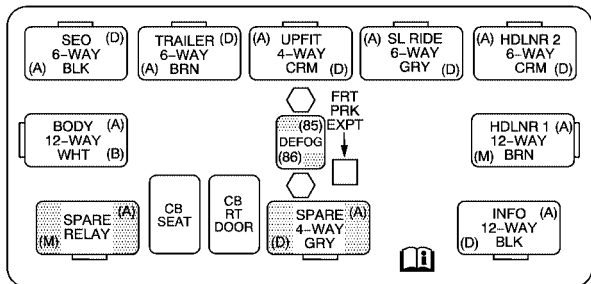 SEO (D)
6-WAY
(A) BLK
TRAILER (D)
6-WAY
(A) BRN
(A) UPFIT
4-WAY
CRM (D)
(A) SL RIDE
6-WAY
GRY (D)
(A) HDLNR 2
6-WAY
CRM (D)
BODY (A)
12-WAY
WHT (B)
(85)
DEFOG
(86)
FRT
PRK
EXPT
HDLNR 1 (A)
12-WAY
(M) BRN
SPARE (A)
(M) RELAY
CB
SEAT
CB
RT
DOOR
SPARE (A)
4-WAY
(D) GRY
INFO (A)
12-WAY
(D) BLK
i